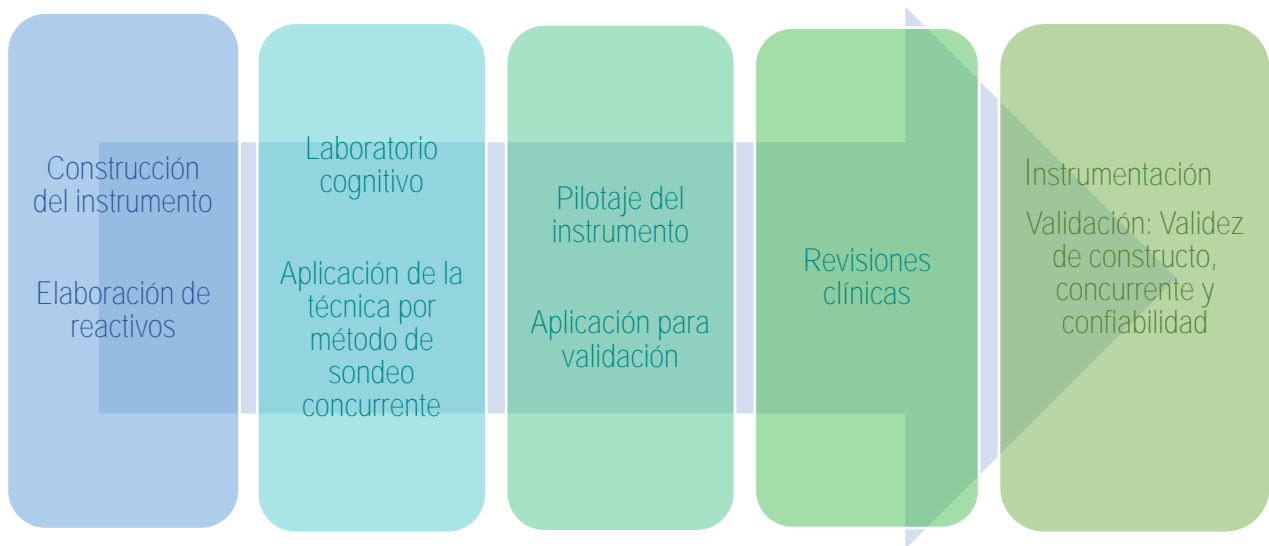 Construcción
del instrumento
Elaboración de
reactivos
Laboratorio
cognitivo
Aplicación de la
técnica por
método de
sondeo
concurrente
Pilotaje del
instrumento
Aplicación para
validación
Revisiones
clínicas
Instrumentación
Validación: Validez
de constructo,
concurrente y
confiabilidad